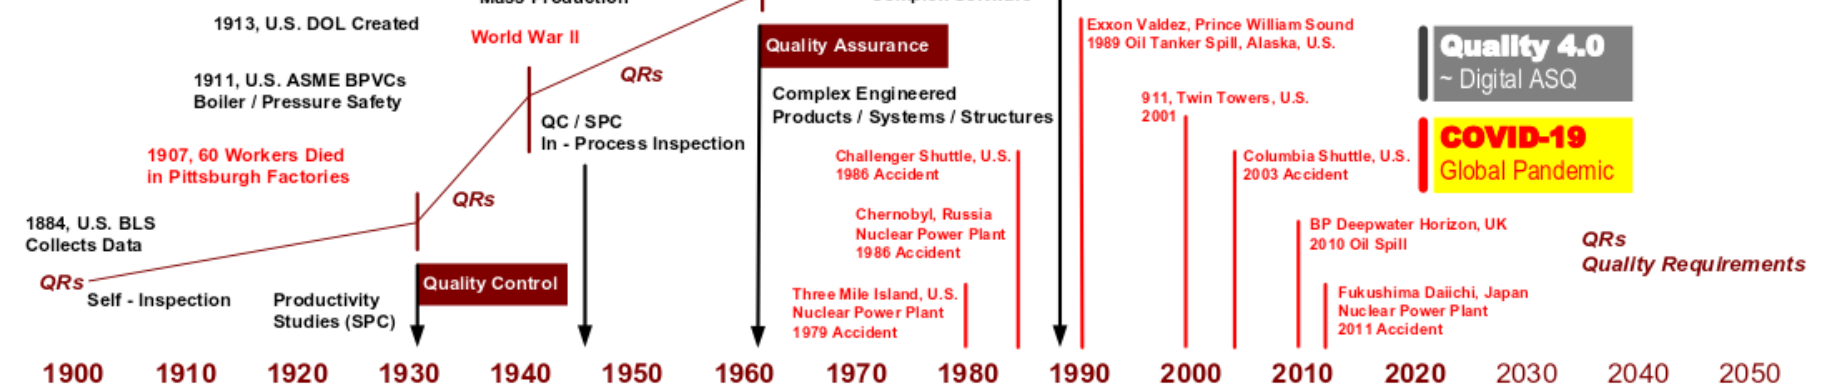 Mass Production
1913, U.S. DOL Created
World War II
1911, U.S. ASME BPVCs
Boiler / Pressure Safety
QRs
1907, 60 Workers Died
in Pittsburgh Factories
QC / SPC
In - Process Inspection
QRs
1884, U.S. BLS
Collects Data
QRs
Self - Inspection
Productivity
Studies (SPC)
Quality Control
Quality Assurance
Complex Engineered
Products / Systems / Structures
Challenger Shuttle, U.S.
1986 Accident
Chernobyl, Russia
Nuclear Power Plant
1986 Accident
Three Mile Island, U.S.
Nuclear Power Plant
1979 Accident
Exxon Valdez, Prince William Sound
1989 Oil Tanker Spill, Alaska, U.S.
911, Twin Towers, U.S.
2001
Columbia Shuttle, U.S.
2003 Accident
BP Deepwater Horizon, UK
2010 Oil Spill
Fukushima Daiichi, Japan
Nuclear Power Plant
2011 Accident
Quality 4.0
~ Digital ASQ
COVID-19
Global Pandemic
QRs
Quality Requirements
1900 1910 1920 1930 1940 1950 1960 1970 1980 1990 2000 2010 2020 2030 2040 2050